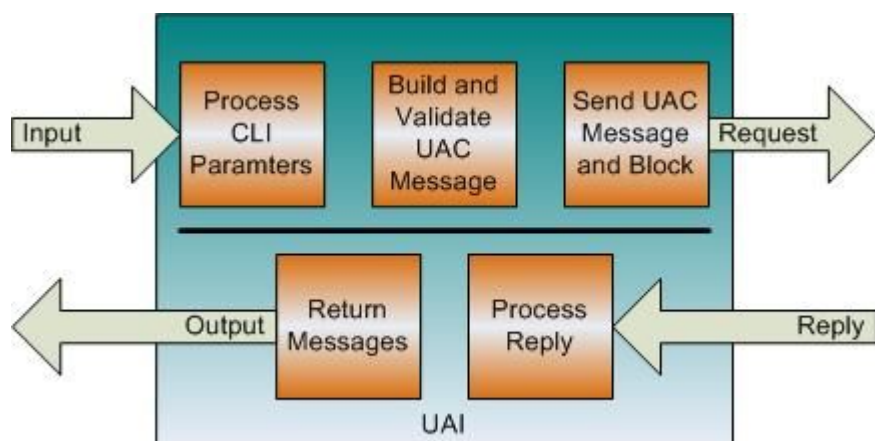 Input
Process
CLI
Paramters
Build and
Validate
UAC
Message
Send UAC
Message
and Block
Request
Output
Return
Messages
Process
Reply
Reply
UAI